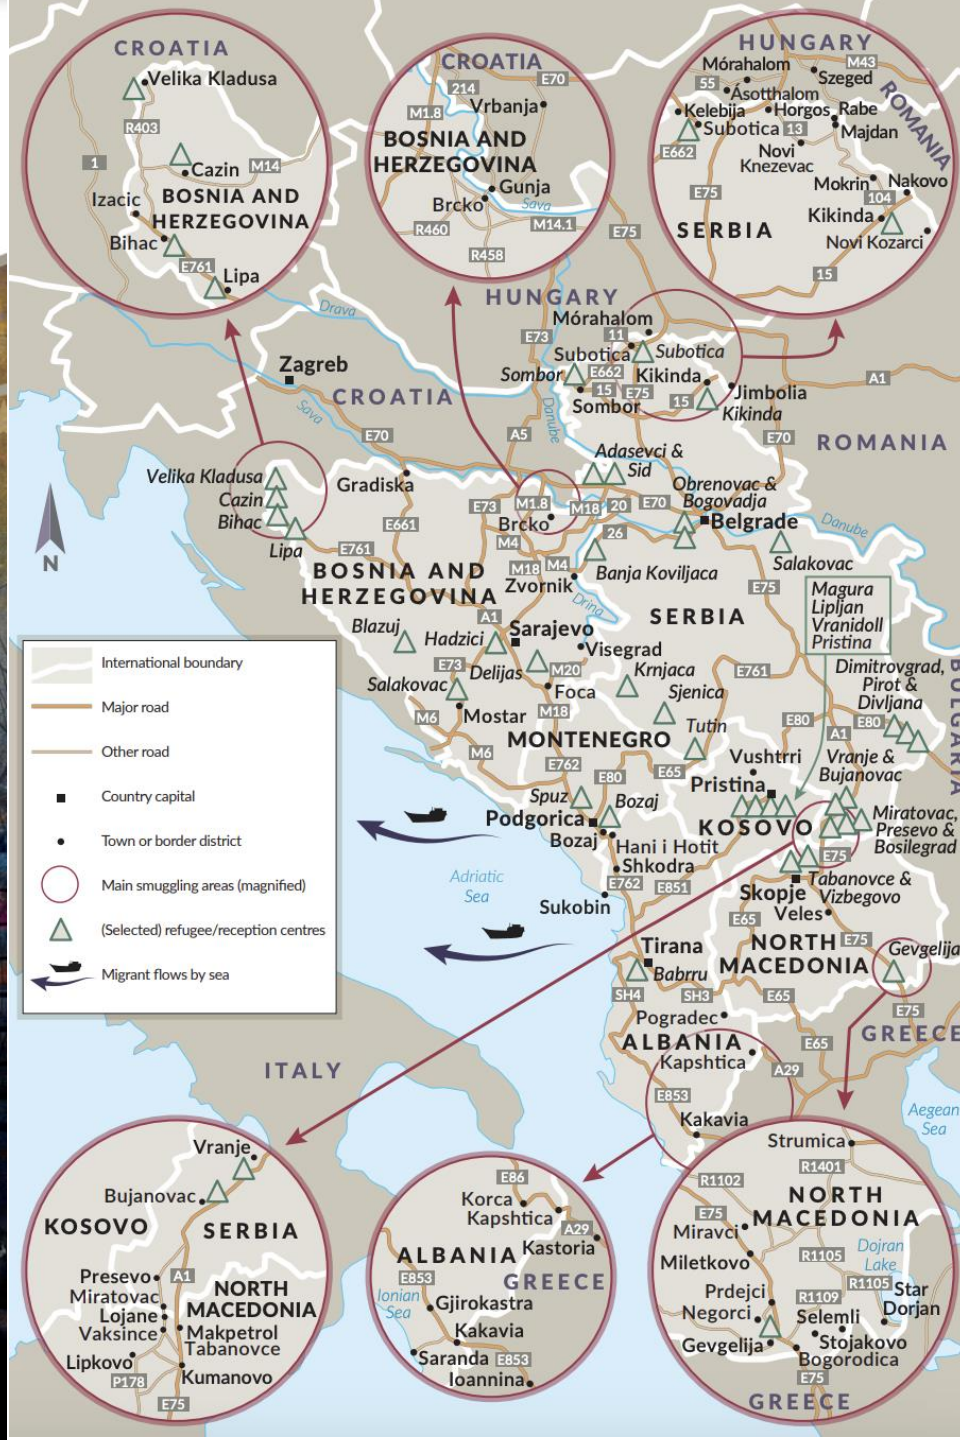 CROATIA
Velika Kladusa
R403
1
Cazin
M14
BOSNIA AND
HERZEGOVINA
Izacic
Bihac
E761
Lipa
CROATIA
E70
214
M1.8
Vrbanja
BOSNIA AND
HERZEGOVINA
Gunja
Brcko
Sava
R460
M14.1
R458
HUNGARY
Mórahalom
M43
55
Szeged
Ásotthalom
ROMANIA
Kelebija
Horgos
Rabe
Subotica
13
Majdan
E662
Novi
Knezevac
E75
Mokrin
Nakovo
104
SERBIA
Kikinda
Novi Kozarci
15
E75
HUNGARY
Drava
Mórahalom
E73
11
Subotica
Subotica
Zagreb
Sombor
E662
Kikinda
A1
CROATIA
15
E75
15
Jimbolia
Sombor
Kikinda
Sava
Danube
E70
A5
E70
ROMANIA
Adasevci &
Sid
Velika Kladusa
Gradiska
Obrenovac &
Bogovadja
Cazin
E73
M1.8
M18
20
E70
Bihac
E661
Brcko
Belgrade
Danube
N
Lipa
E761
M4
26
M18
M4
Banja Koviljaca
Salakovac
BOSNIA AND
HERZEGOVINA
Zvornik
E75
Magura
Lipljan
Vranidoll
Pristina
Drina
A1
SERBIA
Blazuj
Hadzici
Sarajevo
Visegrad
E73
Delijas
M20
Krnjaca
E761
Dimitrovgrad,
Pirot &
Divljana
BULGARIA
Salakovac
Foca
Sjenica
M6
Mostar
M18
Tutin
E80
E80
A1
M6
MONTENEGRO
Vushtrri
Vranje &
Bujanovac
E762
E80
E65
Pristina
Spuz
Bozaj
Podgorica
KOSOVO
Miratovac,
Presevo &
Bosilegrad
Bozaj
Hani i Hotit
E75
Shkodra
Adriatic
Sea
E762
E851
Tabanovce &
Vizbegovo
Skopje
Sukobin
E65
Veles
Tirana
NORTH
MACEDONIA
E75
Gevgelija
Babrru
SH4
SH3
E65
Pogradec
E75
ALBANIA
E65
GREECE
Kapshtica
A29
ITALY
E853
Kakavia
Aegean
Sea
International boundary
Major road
Other road
Country capital
Town or border district
Main smuggling areas (magnified)
(Selected) refugee/reception centres
Migrant flows by sea
Vranje
Bujanovac
KOSOVO
SERBIA
Presevo
A1
Miratovac
NORTH
MACEDONIA
Lojane
Vaksince
Makpetrol
Tabanovce
Lipkovo
P178
Kumanovo
E75
E86
Korca
Kapshtica
A29
ALBANIA
Kastoria
E853
GREECE
Ionian
Sea
Gjirokastra
Kakavia
Saranda
E853
Ioannina
Strumica
R1401
R1102
NORTH
MACEDONIA
E75
Miravci
Dojran
Lake
Miletkovo
R1105
R1105
Star
Dorjan
Prdejci
R1109
Negorci
Selemli
Gevgelija
Stojakovo
Bogorodica
E75
GREECE